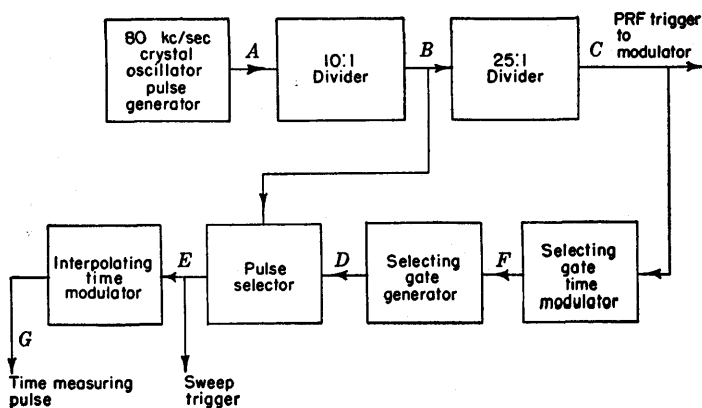 80 kc/sec
crystal
oscillator
pulse
generator
A
10:1
Divider
B
25:1
Divider
C
PRF trigger
to
modulator
Interpolating
time
modulator
E
Pulse
selector
D
Selecting
gate
generator
F
Selecting
gate
time
modulator
G
Time measuring
pulse
Sweep
trigger